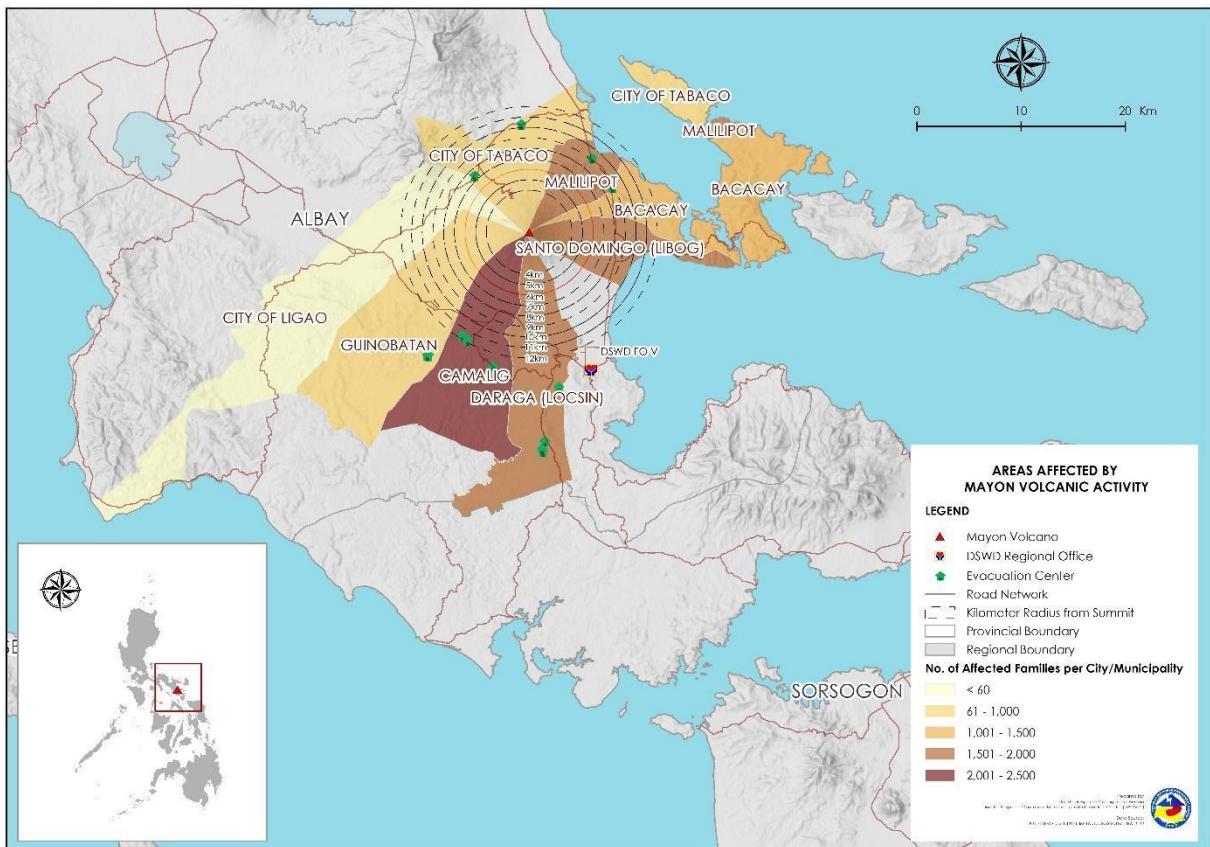 CITY OF TABACO
MALILIPOT
BACACAY
0 10 20 Km
CITY OF TABACO
MALILIPOT
BACACAY
ALBAY
SANTO DOMINGO (LIBOG)
4km
5km
6km
7km
8km
9km
10km
11km
12km
CITY OF LIGAO
GUINOBATAN
DSWD FO V
CAMALIG
DARAGA (LOCSIN)
SORSOGON
AREAS AFFECTED BY
MAYON VOLCANIC ACTIVITY
LEGEND
Mayon Volcano
DSWD Regional Office
Evacuation Center
Road Network
Kilometer Radius from Summit
Provincial Boundary
Regional Boundary
No. of Affected Families per City/Municipality
< 60
61 - 1,000
1,001 - 1,500
1,501 - 2,000
2,001 - 2,500
Prepared by:
Data Source: